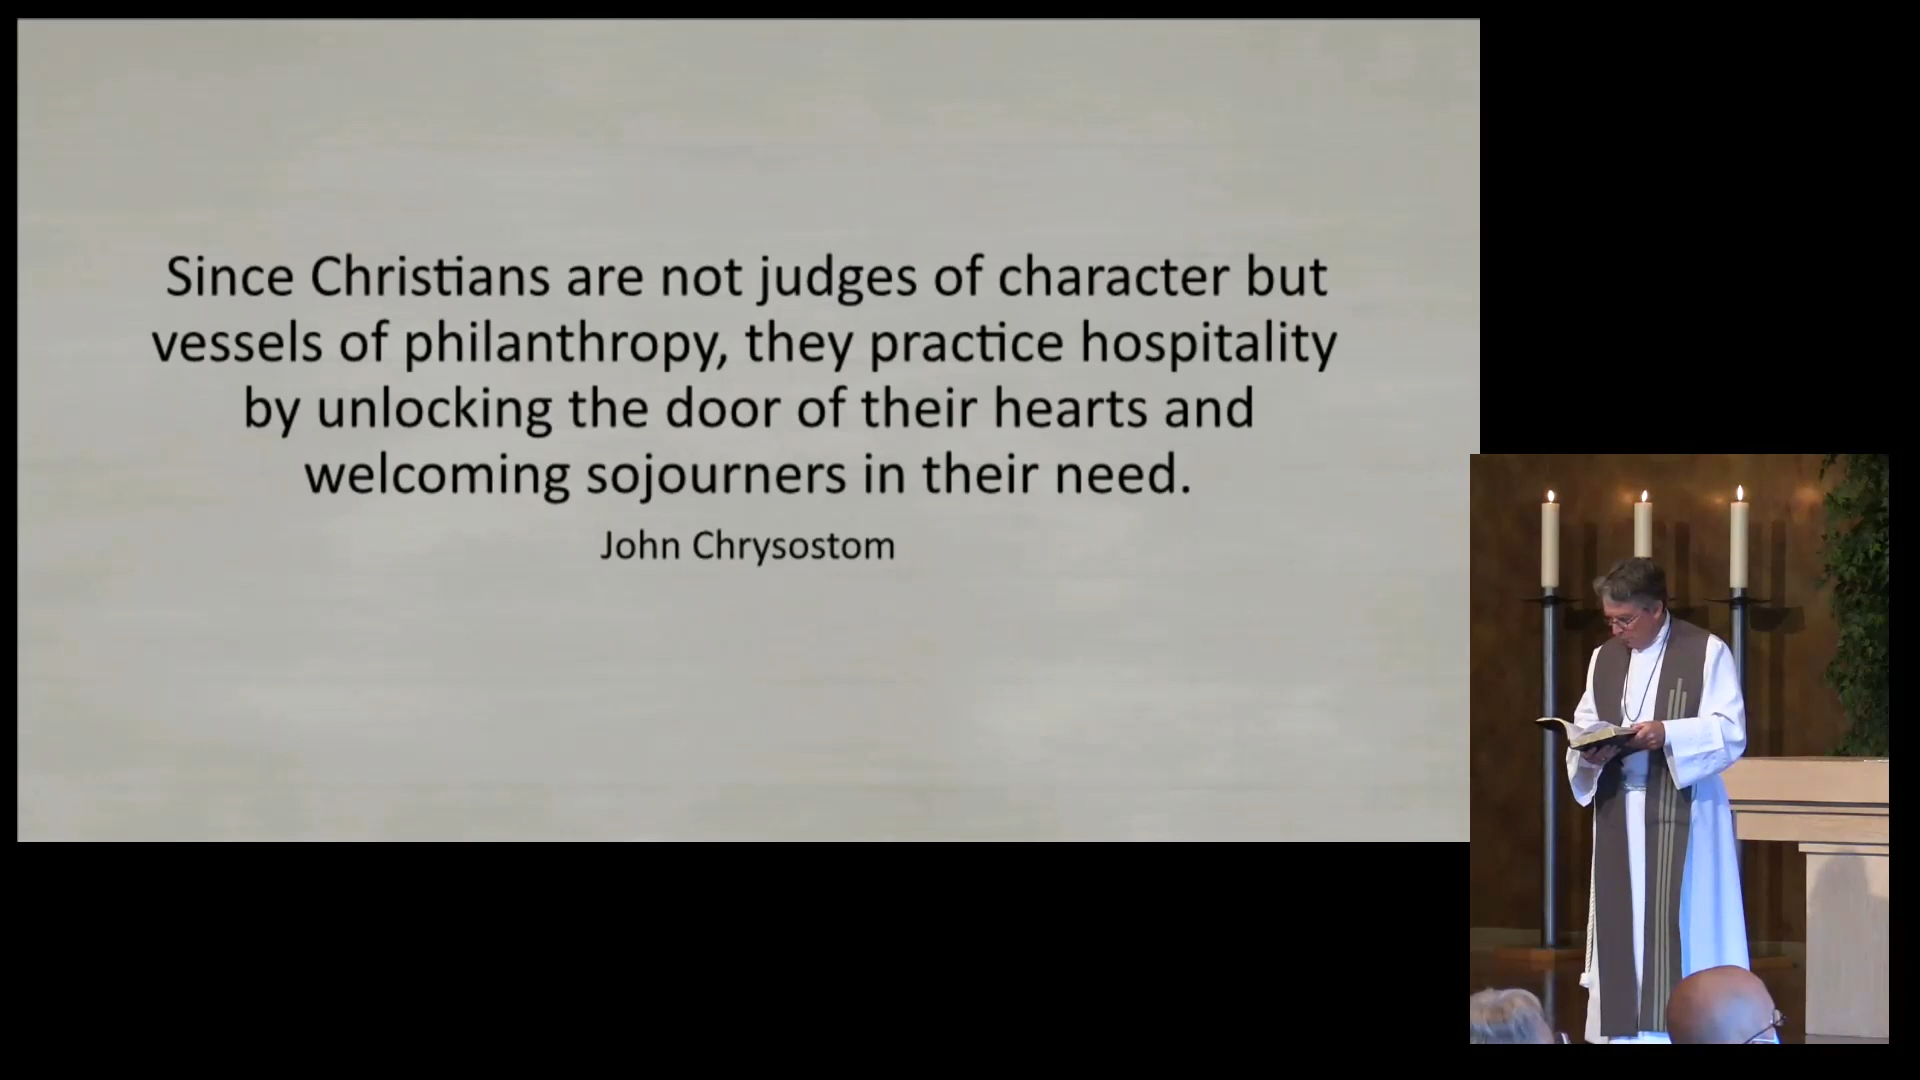 Since Christians are not judges of character but
vessels of philanthropy, they practice hospitality
by unlocking the door of their hearts and
welcoming sojourners in their need.
John Chrysostom